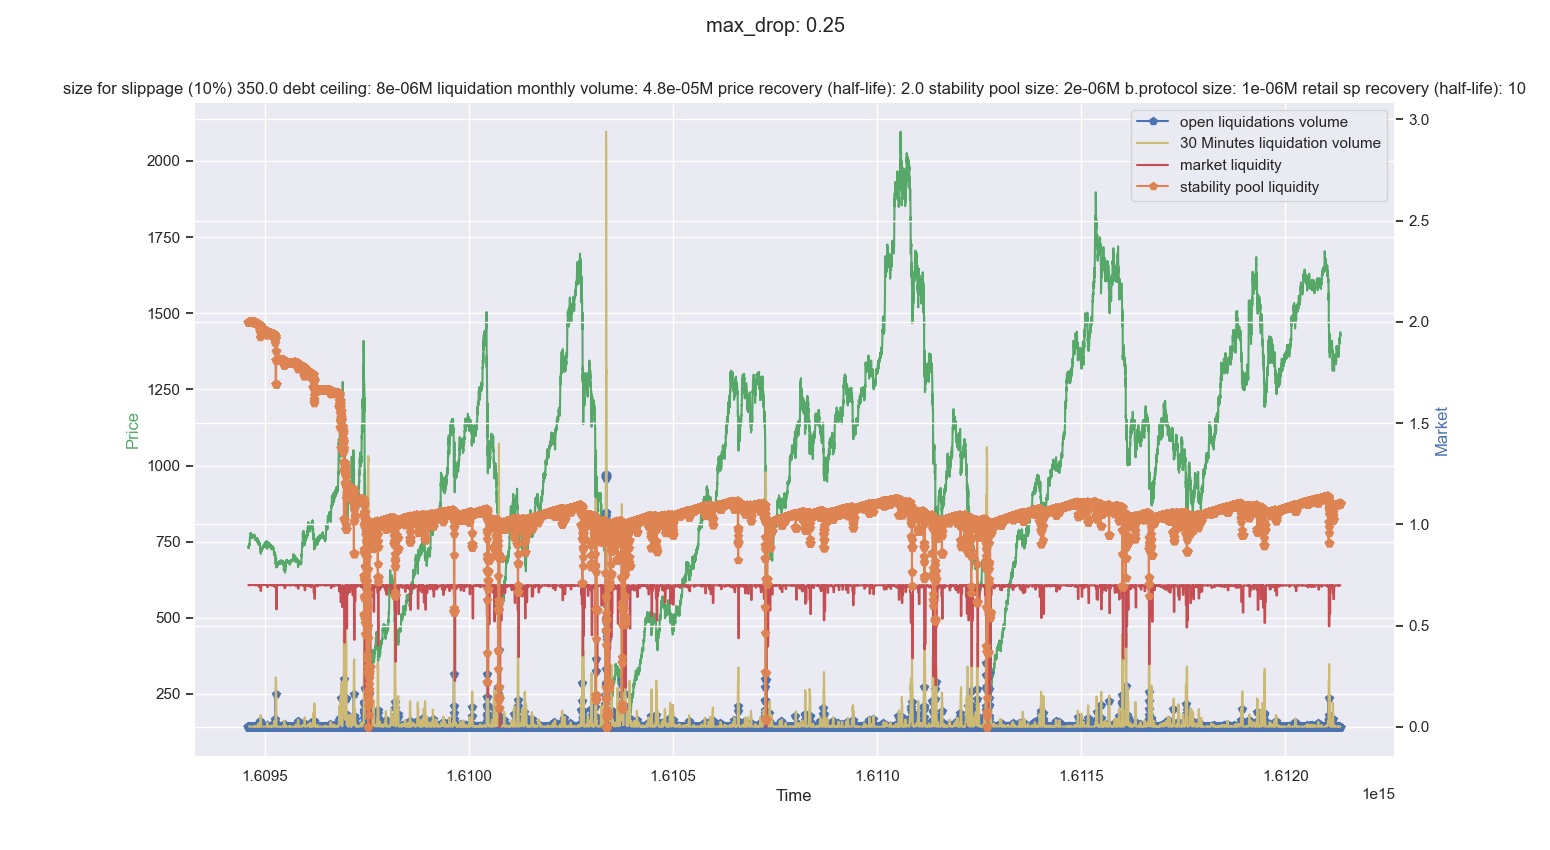 max_drop: 0.25
size for slippage (10%) 350.0 debt ceiling: 8e-06M liquidation monthly volume: 4.8e-05M price recovery (half-life): 2.0 stability pool size: 2e-06M b.protocol size: 1e-06M retail sp recovery (half-life): 10
open liquidations volume
30 Minutes liquidation volume
market liquidity
stability pool liquidity
2000
1750
1500
1250
1000
750
500
250
Price
3.0
2.5
2.0
1.5
1.0
0.5
0.0
Market
1.6095 1.6100 1.6105 1.6110 1.6115 1.6120
Time
1e15